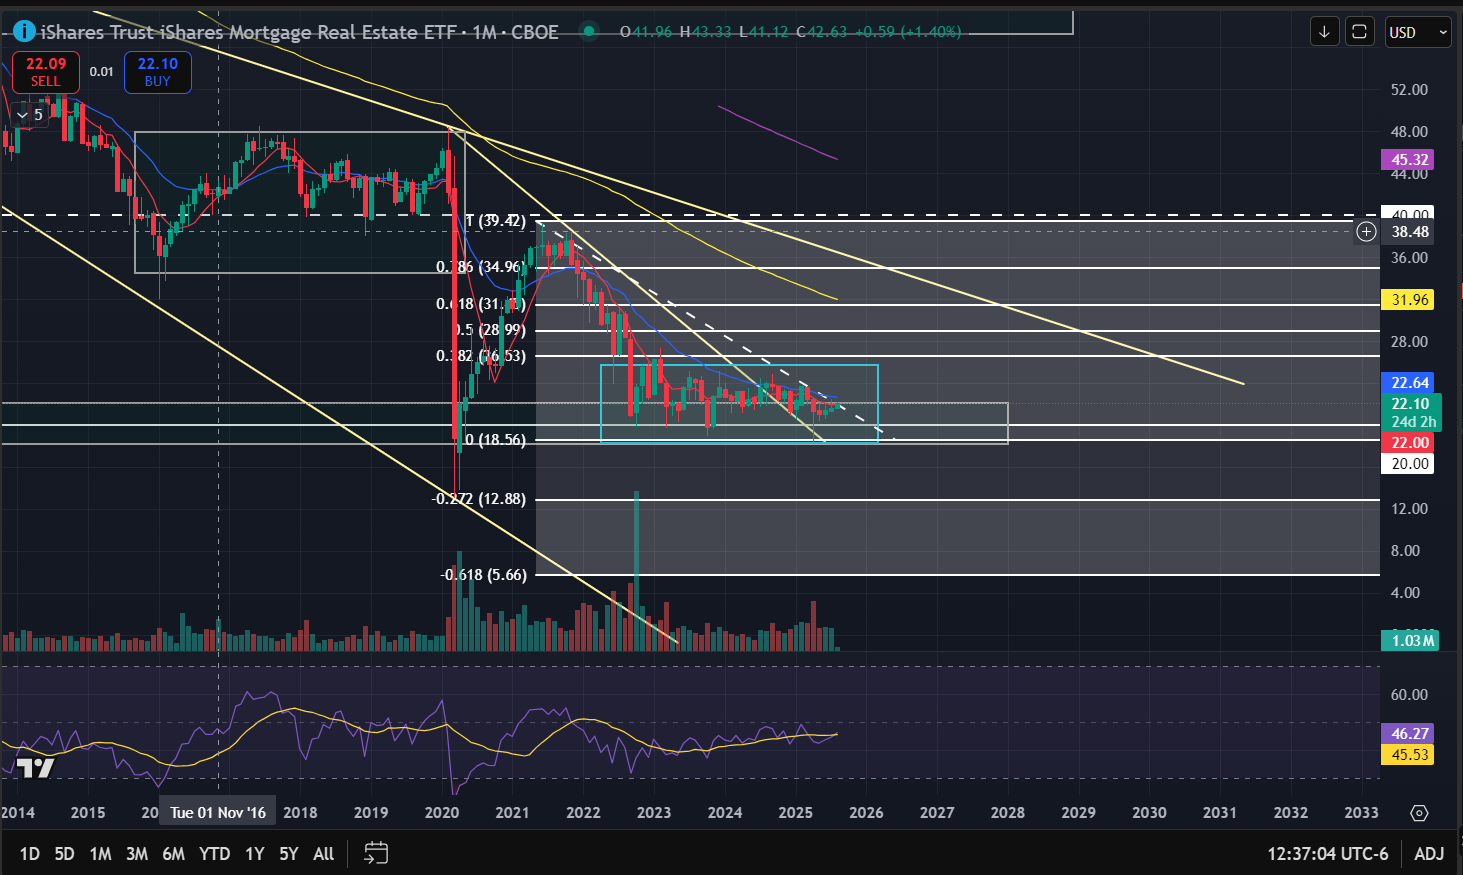 iShares Trust iShares Mortgage Real Estate ETF · 1M · CBOE
O41.96 H43.33 L41.12 C42.63 +0.59 (+1.40%)
USD
22.09
SELL
0.01
22.10
BUY
5
52.00
48.00
45.32
44.00
40.00
38.48
36.00
31.96
28.00
22.64
22.10
24d 2h
22.00
20.00
12.00
8.00
4.00
1.03M
60.00
46.27
45.53
1 (39.42)
0.786 (34.96)
0.5 (28.99)
0 (18.56)
-0.272 (12.88)
-0.618 (5.66)
2014 2015 Tue 01 Nov '16 2018 2019 2020 2021 2022 2023 2024 2025 2026 2027 2028 2029 2030 2031 2032 2033
1D 5D 1M 3M 6M YTD 1Y 5Y All
12:37:04 UTC-6
ADJ